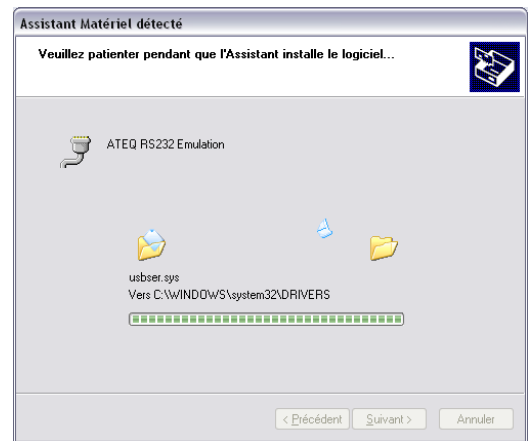 Assistant Matériel détecté
Veuillez patienter pendant que l'Assistant installe le logiciel...
ATEQ RS232 Emulation
usbser.sys
Vers C:\WINDOWS\system32\DRIVERS
< Précédent
Suivant >
Annuler